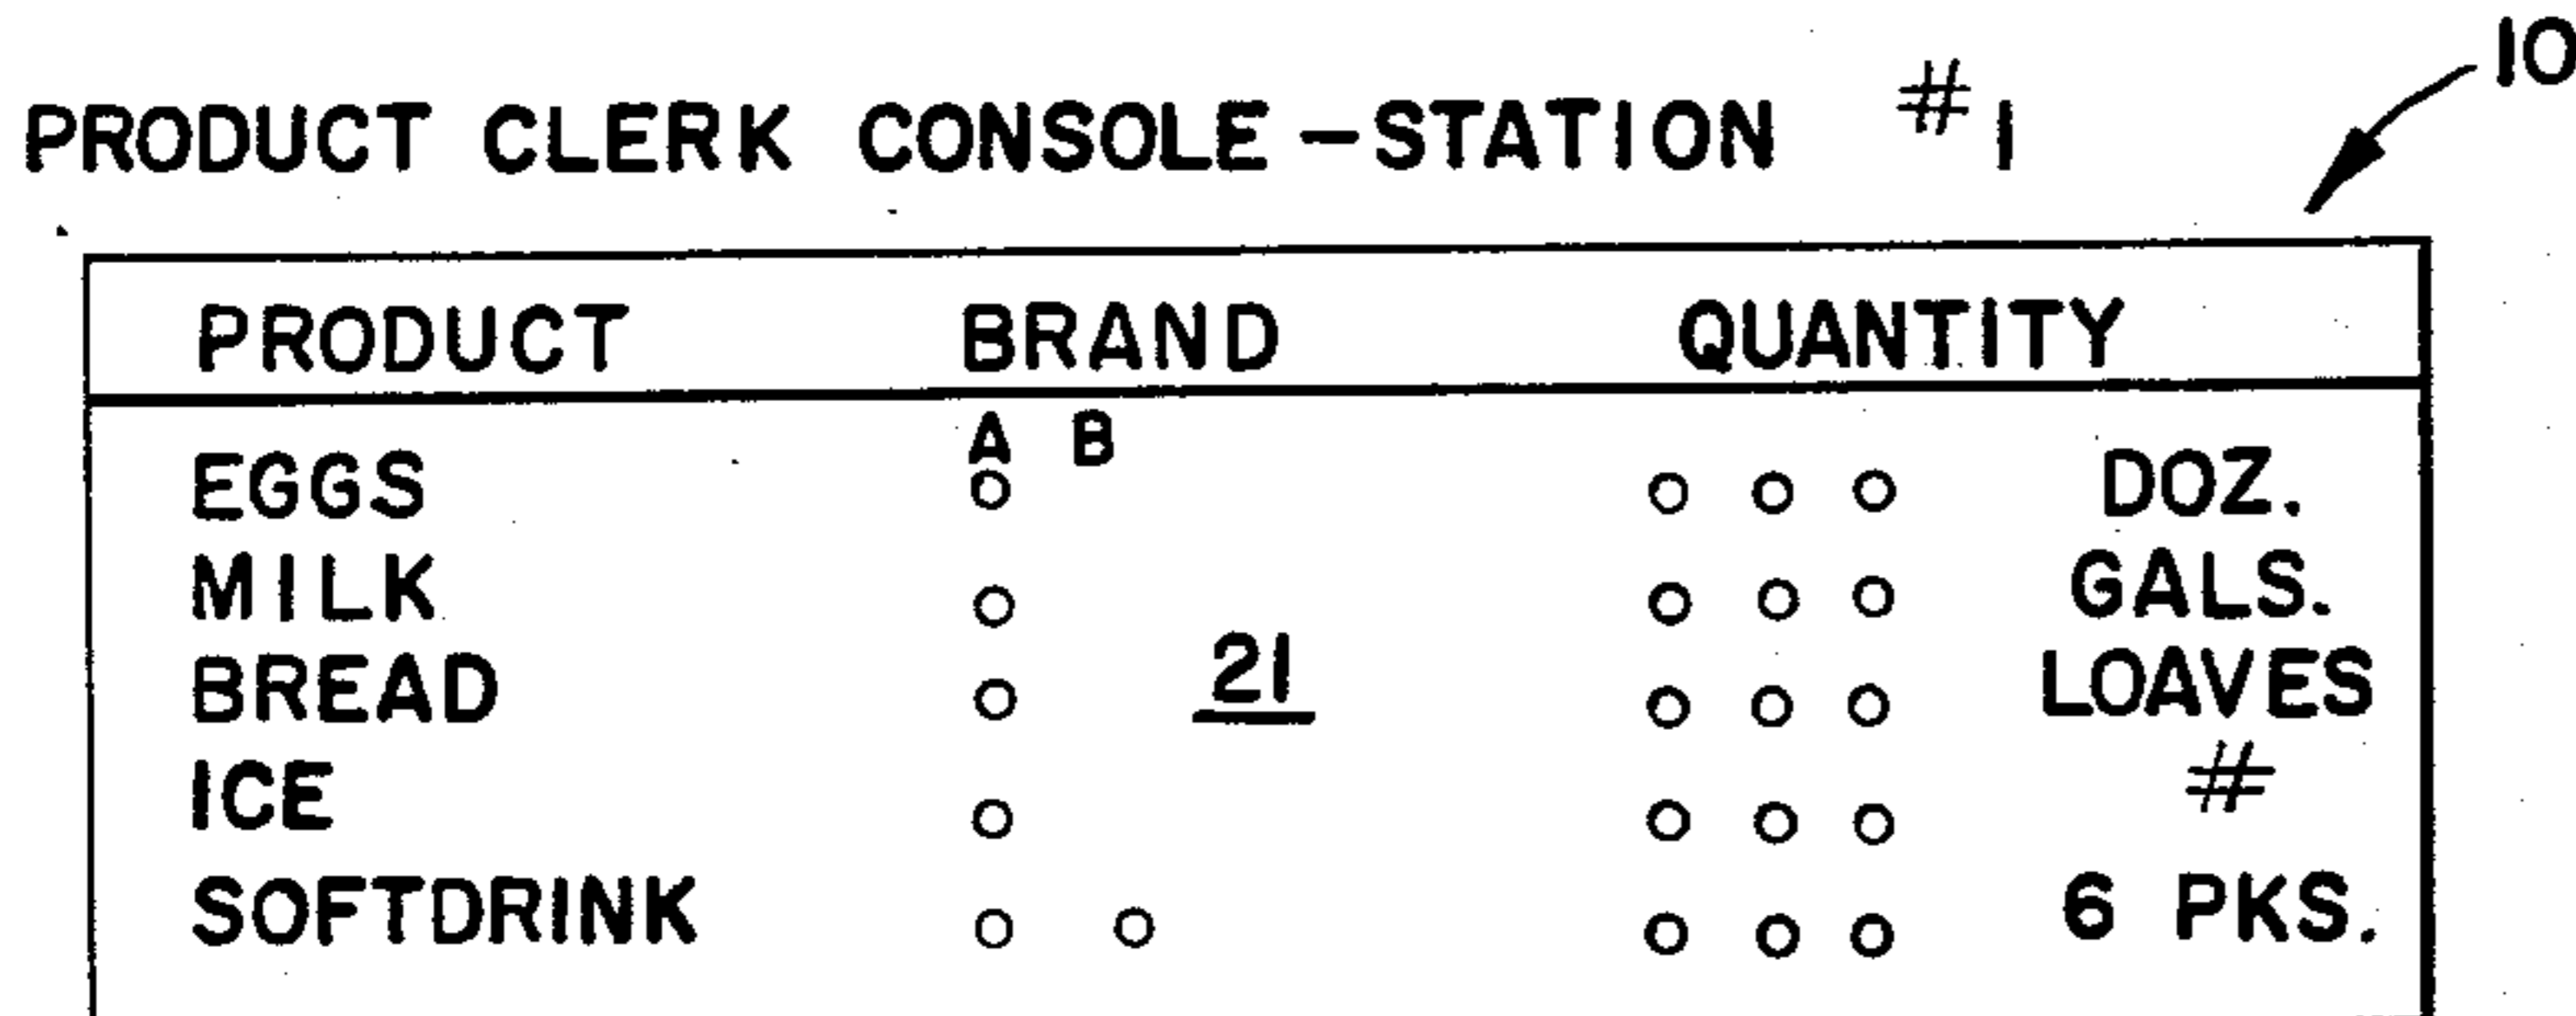 10
PRODUCT CLERK CONSOLE-STATION #1
PRODUCT BRAND QUANTITY
A B
EGGS DOZ.
MILK GALS.
BREAD 21 LOAVES
ICE #
SOFTDRINK 6 PKS.